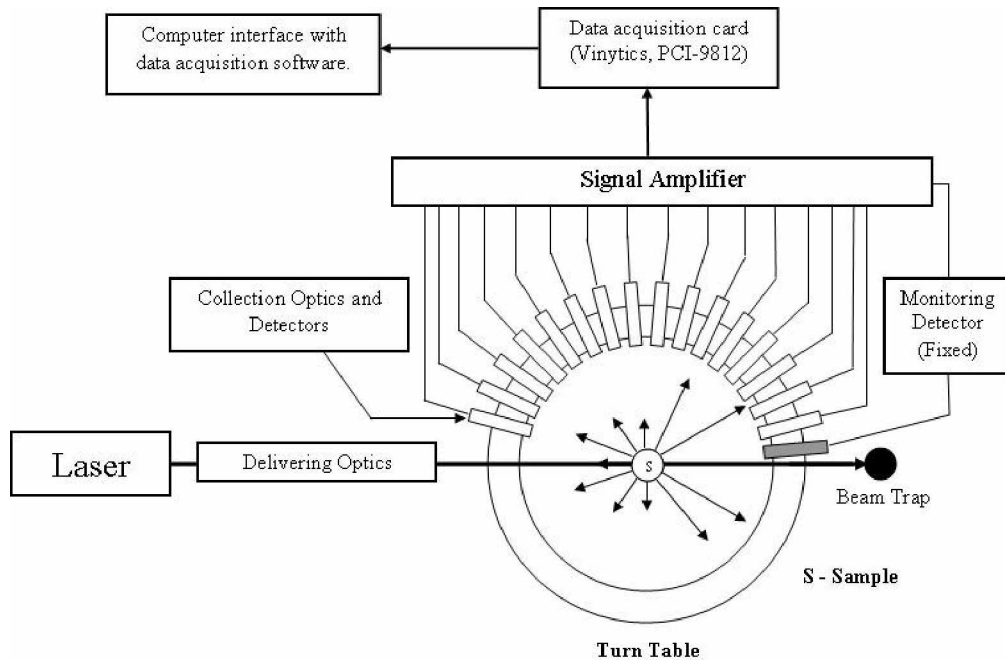 Computer interface with
data acquisition software.
Data acquisition card
(Vinytics, PCI-9812)
Signal Amplifier
Collection Optics and
Detectors
Monitoring
Detector
(Fixed)
Laser
Delivering Optics
S
Beam Trap
S - Sample
Turn Table